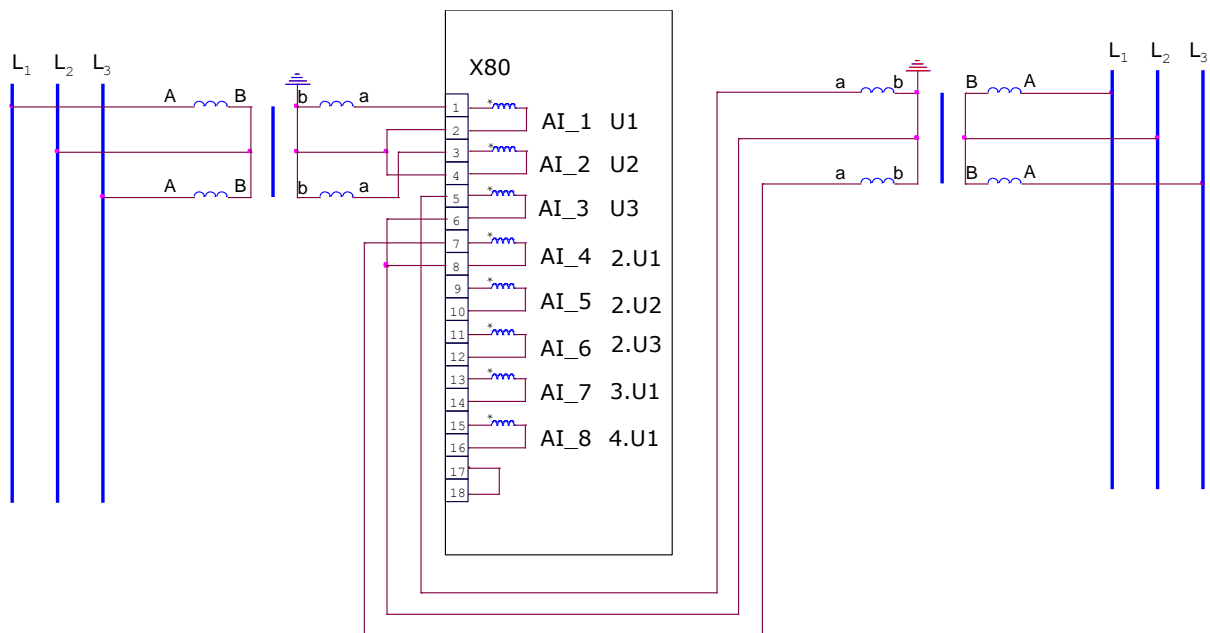 L1 L2 L3
X80
L1 L2 L3
A B b a
a b B A
A B b a
a b B A
1
2
AI_1 U1
3
4
AI_2 U2
5
6
AI_3 U3
7
8
AI_4 2.U1
9
10
AI_5 2.U2
11
12
AI_6 2.U3
13
14
AI_7 3.U1
15
16
AI_8 4.U1
17
18